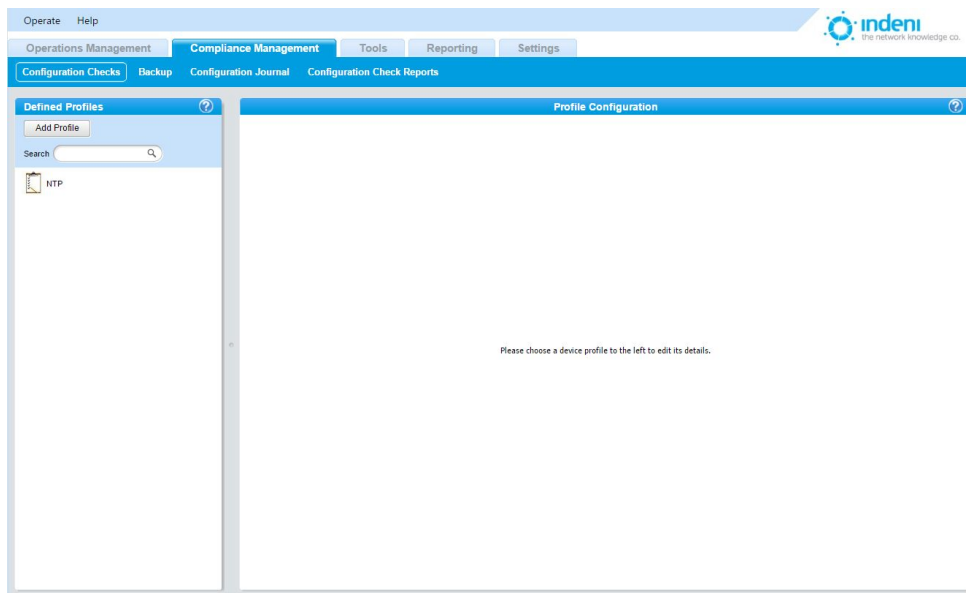 Operate Help
indeni
the network knowledge co.
Operations Management Compliance Management Tools Reporting Settings
Configuration Checks Backup Configuration Journal Configuration Check Reports
Defined Profiles ?
Profile Configuration ?
Add Profile
Search
NTP
Please choose a device profile to the left to edit its details.